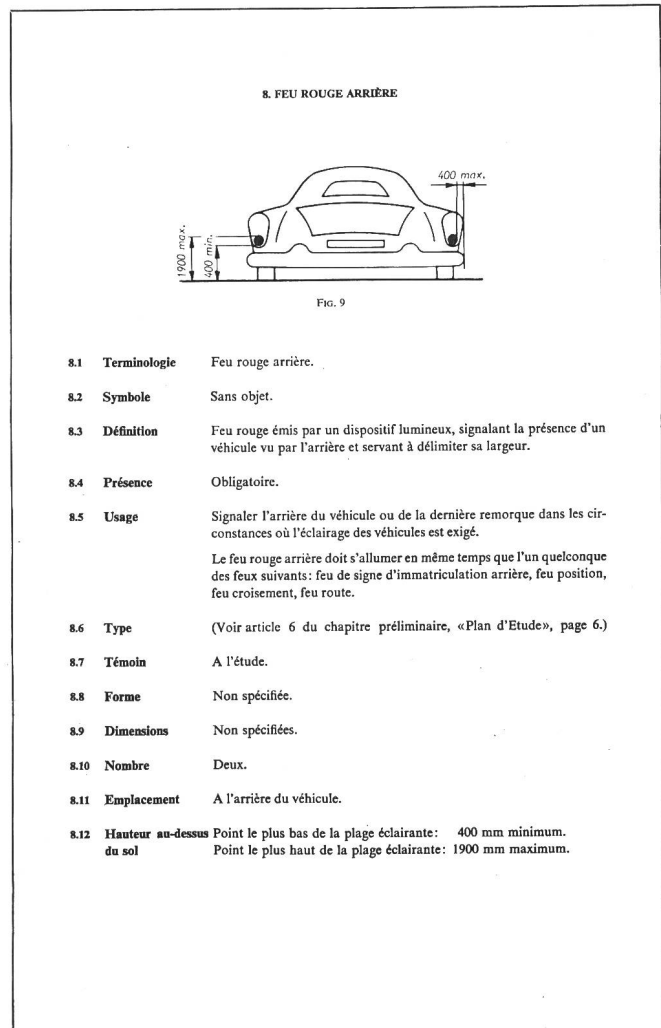 8. FEU ROUGE ARRIÈRE
400 max.
1900 max.
400 min.
FIG. 9
8.1 Terminologie Feu rouge arrière.
8.2 Symbole Sans objet.
8.3 Définition Feu rouge émis par un dispositif lumineux, signalant la présence d'un
véhicule vu par l'arrière et servant à délimiter sa largeur.
8.4 Présence Obligatoire.
8.5 Usage Signaler l'arrière du véhicule ou de la dernière remorque dans les cir-
constances où l'éclairage des véhicules est exigé.
Le feu rouge arrière doit s'allumer en même temps que l'un quelconque
des feux suivants: feu de signe d'immatriculation arrière, feu position,
feu croisement, feu route.
8.6 Type (Voir article 6 du chapitre préliminaire, «Plan d'Etude», page 6.)
8.7 Témoin A l'étude.
8.8 Forme Non spécifiée.
8.9 Dimensions Non spécifiées.
8.10 Nombre Deux.
8.11 Emplacement A l'arrière du véhicule.
8.12 Hauteur au-dessus Point le plus bas de la plage éclairante: 400 mm minimum.
du sol Point le plus haut de la plage éclairante: 1900 mm maximum.